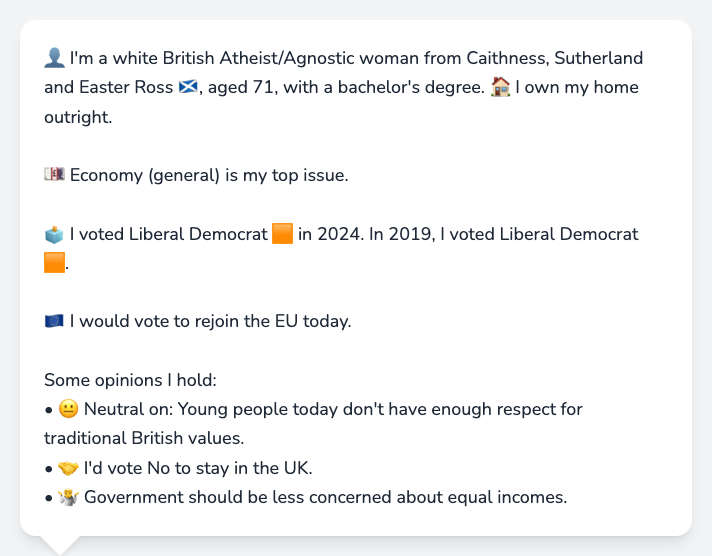 👤 I'm a white British Atheist/Agnostic woman from Caithness, Sutherland
and Easter Ross 🏴󠁧󠁢󠁳󠁣󠁴󠁿, aged 71, with a bachelor's degree. 🏠 I own my home
outright.
💷 Economy (general) is my top issue.
🗳️ I voted Liberal Democrat 🟧 in 2024. In 2019, I voted Liberal Democrat
🟧.
🇪🇺 I would vote to rejoin the EU today.
Some opinions I hold:
• 😐 Neutral on: Young people today don't have enough respect for
traditional British values.
• 🤝 I'd vote No to stay in the UK.
• 🤷 Government should be less concerned about equal incomes.